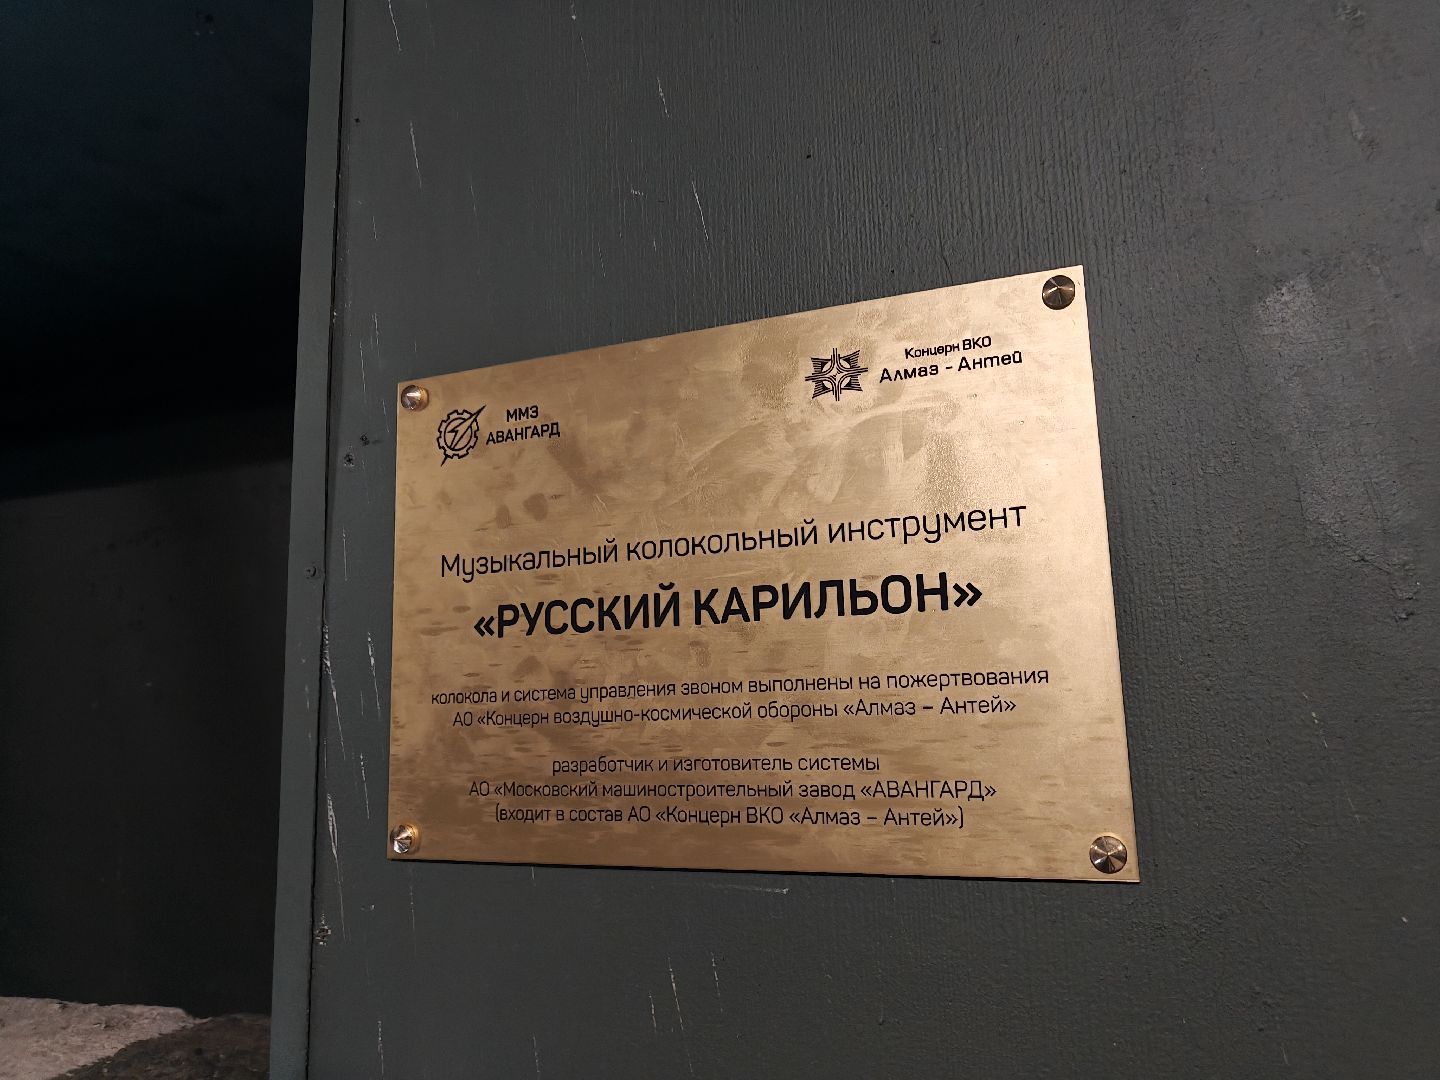 ММЗ
АВАНГАРД
Концерн ВКО
Алмаз - Антей
Музыкальный колокольный инструмент
«РУССКИЙ КАРИЛЬОН»
колокола и система управления звоном выполнены на пожертвования
АО «Концерн воздушно-космической обороны «Алмаз – Антей»
разработчик и изготовитель системы
АО «Московский машиностроительный завод «АВАНГАРД»
(входит в состав АО «Концерн ВКО «Алмаз – Антей»)